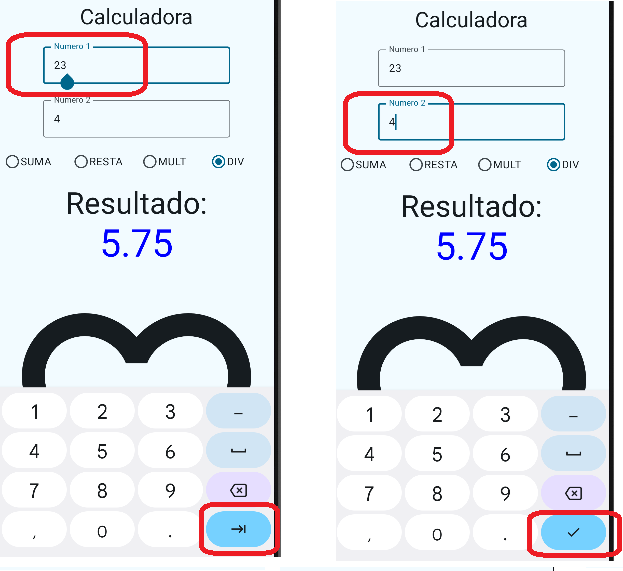 Calculadora
Numero 1
23
Numero 2
4
SUMA RESTA MULT DIV
Resultado:
5.75
1 2 3 –
4 5 6
7 8 9
, 0 .
Calculadora
Numero 1
23
Numero 2
4
SUMA RESTA MULT DIV
Resultado:
5.75
1 2 3 –
4 5 6
7 8 9
, 0 .